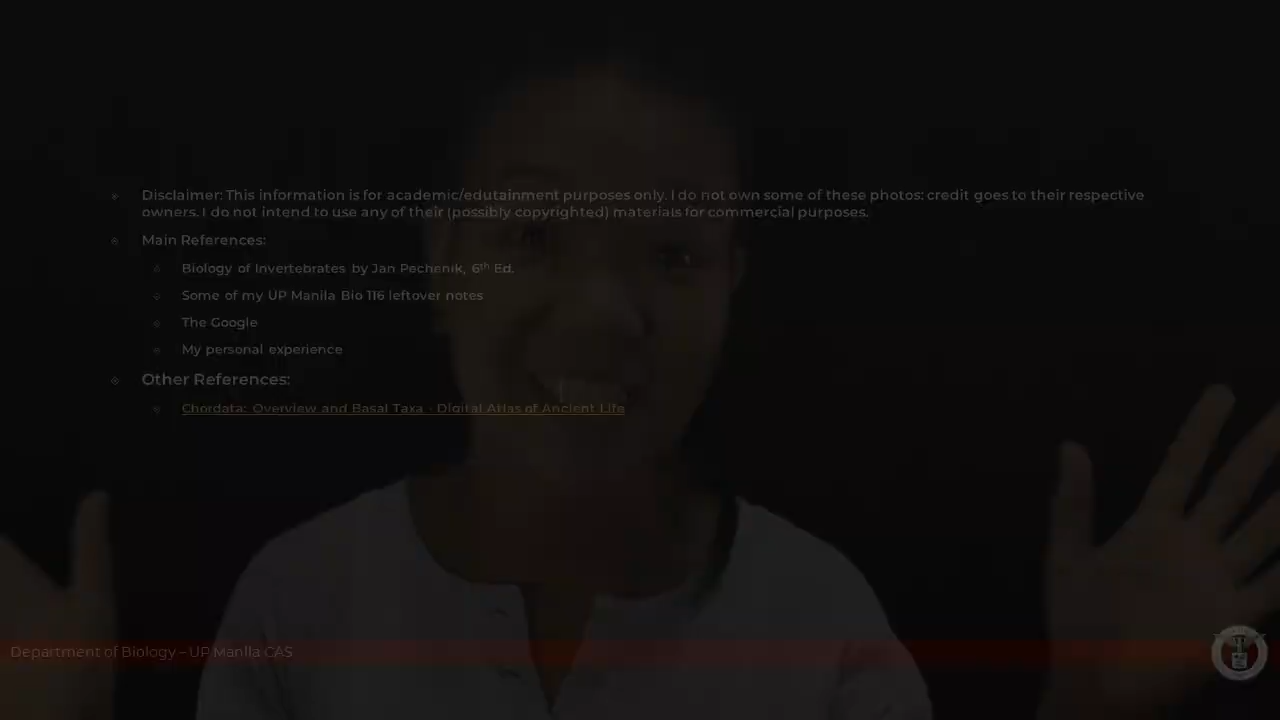 Disclaimer: This information is for academic/edutainment purposes only. I do not own some of these photos: credit goes to their respective
owners. I do not intend to use any of their (possibly copyrighted) materials for commercial purposes.
Main References:
Biology of Invertebrates by Jan Pechenik, 6th Ed.
Some of my UP Manila Bio 116 leftover notes
The Google
My personal experience
Other References:
Chordata: Overview and Basal Taxa - Digital Atlas of Ancient Life
Department of Biology – UP Manila CAS